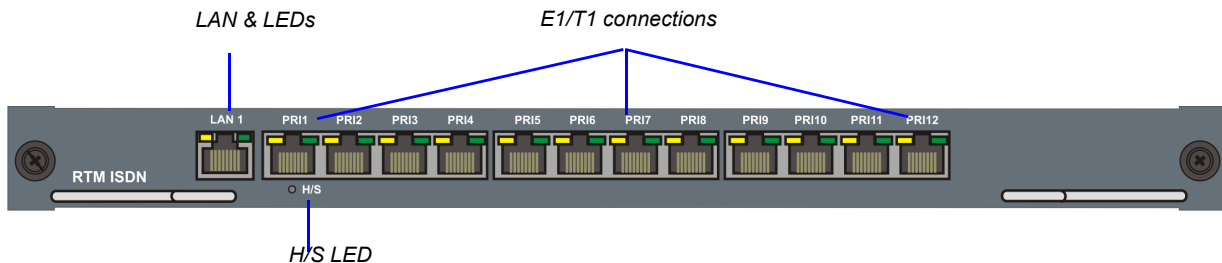 LAN & LEDs
E1/T1 connections
LAN 1 PRI1 PRI2 PRI3 PRI4 PRI5 PRI6 PRI7 PRI8 PRI9 PRI10 PRI11 PRI12
RTM ISDN
H/S
H/S LED